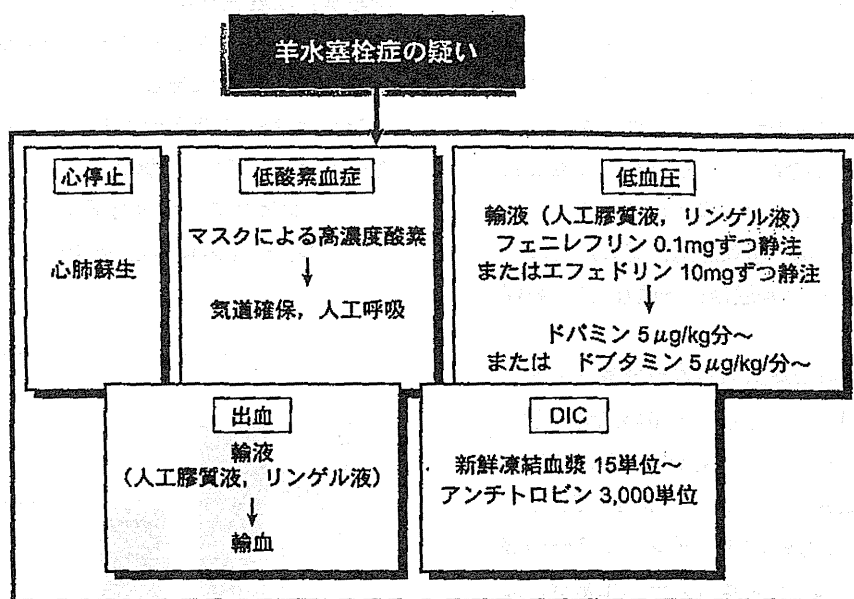 羊水塞栓症の疑い
心停止
心肺蘇生
低酸素血症
マスクによる高濃度酸素
↓
気道確保,人工呼吸
低血圧
輸液(人工膠質液,リンゲル液)
フェニレフリン 0.1mgずつ静注
またはエフェドリン 10mgずつ静注
↓
ドパミン 5μg/kg分~
または ドブタミン 5μg/kg/分~
出血
輸液
(人工膠質液,リンゲル液)
↓
輸血
DIC
新鮮凍結血漿 15単位~
アンチトロビン 3,000単位